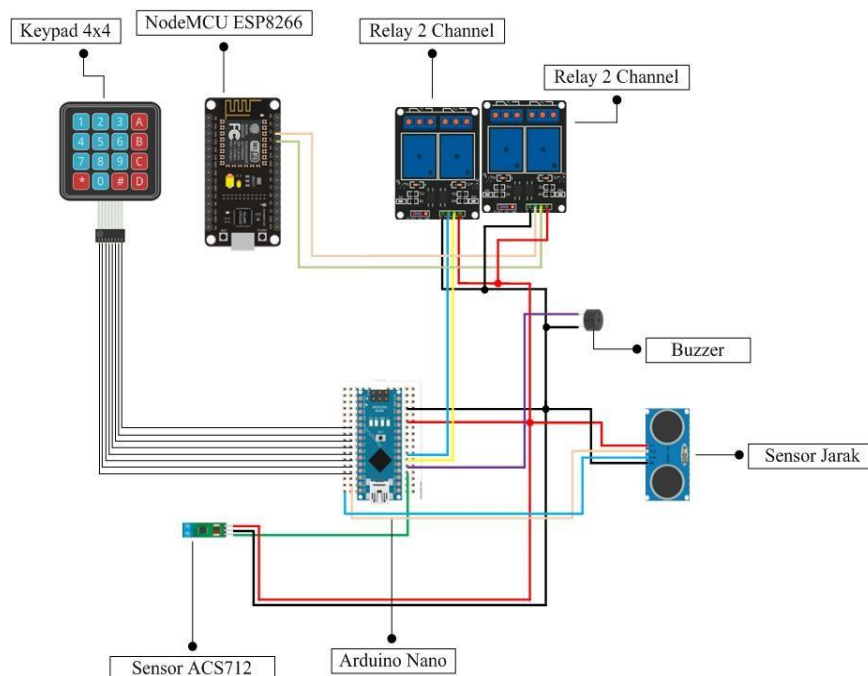 NodeMCU ESP8266
Keypad 4x4
Relay 2 Channel
Relay 2 Channel
1 2 3 A
4 5 6 B
7 8 9 C
* 0 # D
Buzzer
Sensor Jarak
Sensor ACS712
Arduino Nano